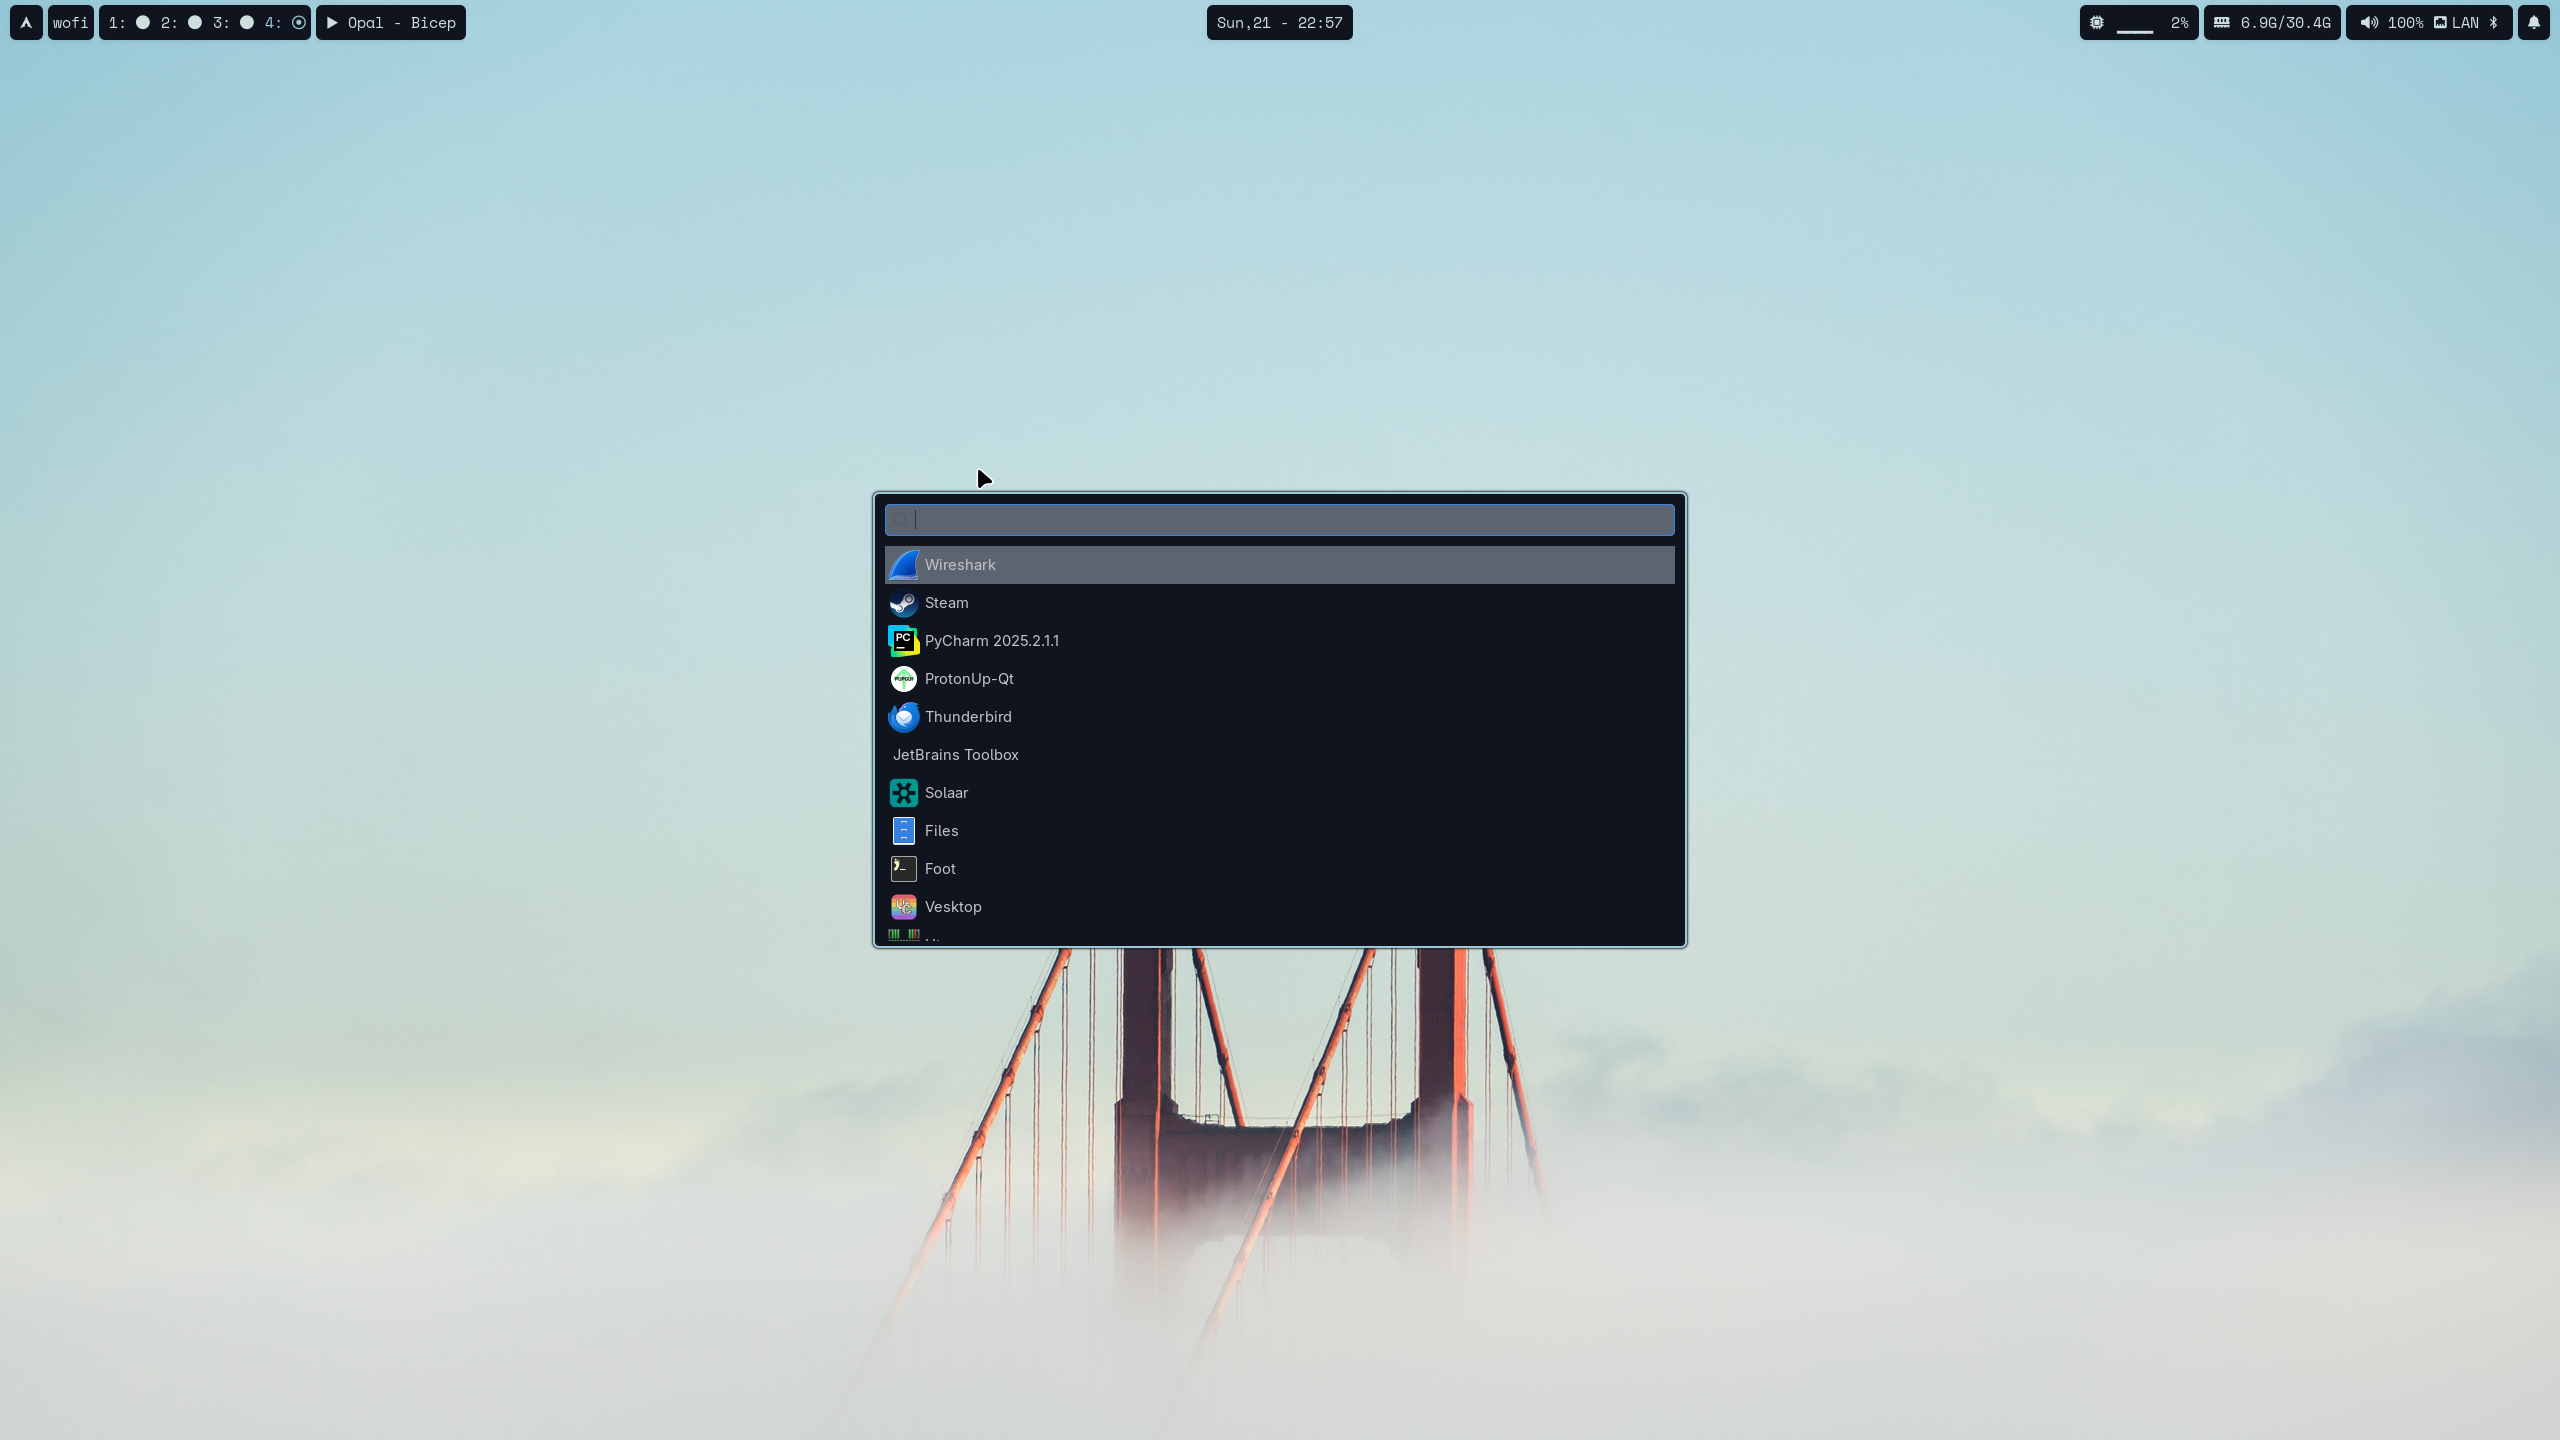 wofi
1: 2: 3: 4:
Opal - Bicep
Sun,21 - 22:57
2%
6.9G/30.4G
100% LAN
Wireshark
Steam
PC PyCharm 2025.2.1.1
ProtonUp-Qt
Thunderbird
JetBrains Toolbox
Solaar
Files
Foot
Vesktop